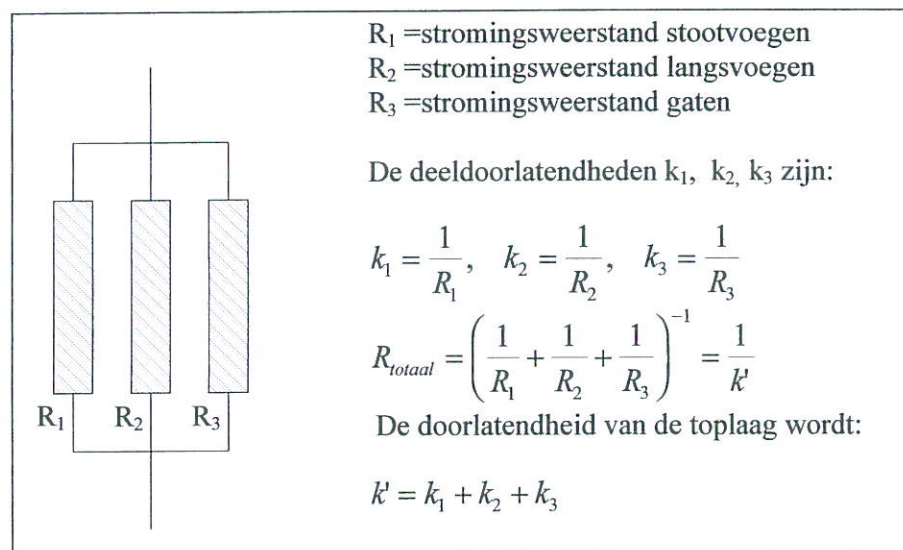 R₁ =stromingsweerstand stootvoegen
R₂ =stromingsweerstand langsvoegen
R₃ =stromingsweerstand gaten
De deeldoorlatendheden k₁, k₂, k₃ zijn:
k₁ = 1/R₁, k₂ = 1/R₂, k₃ = 1/R₃
R_totaal = (1/R₁ + 1/R₂ + 1/R₃)⁻¹ = 1/k'
R₁ R₂ R₃
De doorlatendheid van de toplaag wordt:
k' = k₁ + k₂ + k₃